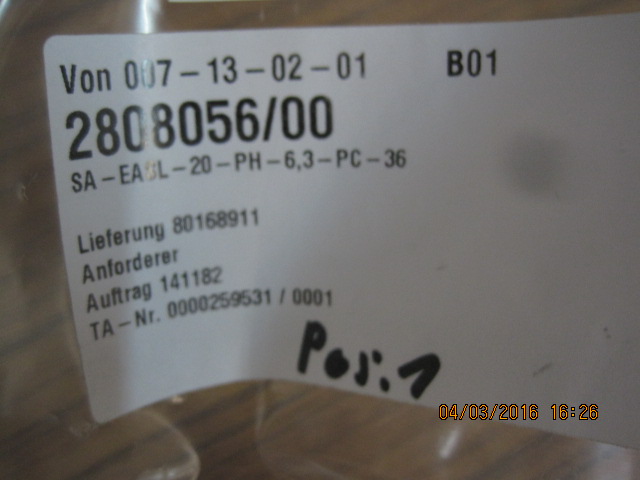 Von 007-13-02-01 B01
2808056/00
SA-EASL-20-PH-6,3-PC-36
Lieferung 80168911
Anforderer
Auftrag 141182
TA-Nr. 0000259531 / 0001
Pos.1
04/03/2016 16:26